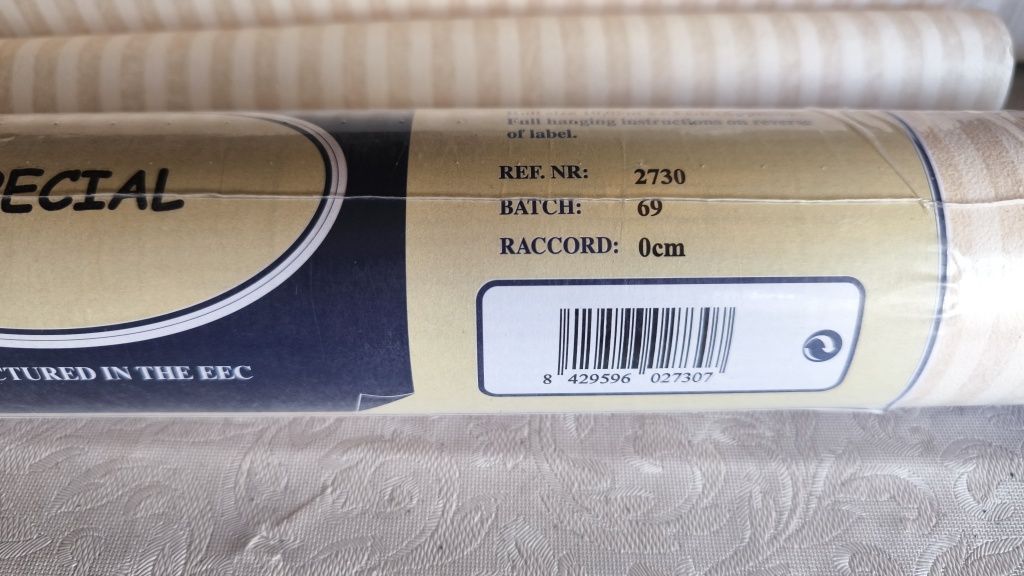 Full hanging instructions on reverse
of label.
PECIAL
REF. NR: 2730
BATCH: 69
RACCORD: 0cm
CTURED IN THE EEC
8 429596 027307